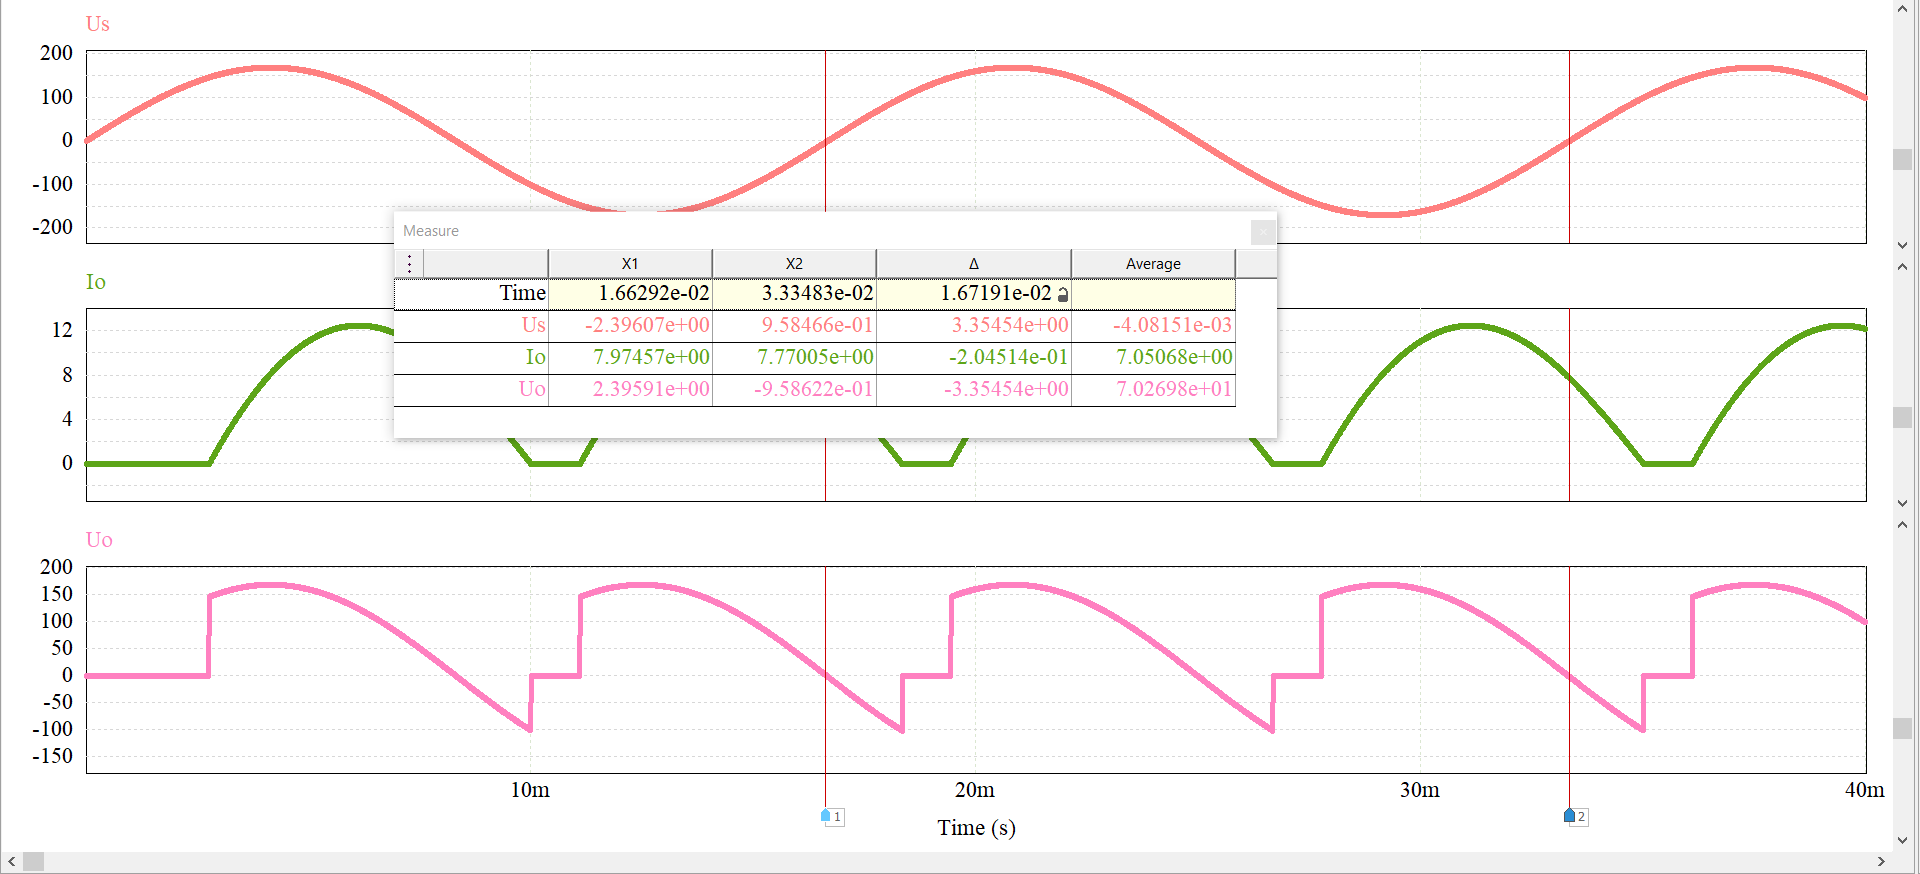 Us
200
100
0
-100
-200
Measure
X1 X2 Δ Average
Time 1.66292e-02 3.33483e-02 1.67191e-02
Us -2.39607e+00 9.58466e-01 3.35454e+00 -4.08151e-03
Io 7.97457e+00 7.77005e+00 -2.04514e-01 7.05068e+00
Uo 2.39591e+00 -9.58622e-01 -3.35454e+00 7.02698e+01
Io
12
8
4
0
Uo
200
150
100
50
0
-50
-100
-150
10m 20m 30m 40m
1 2
Time (s)